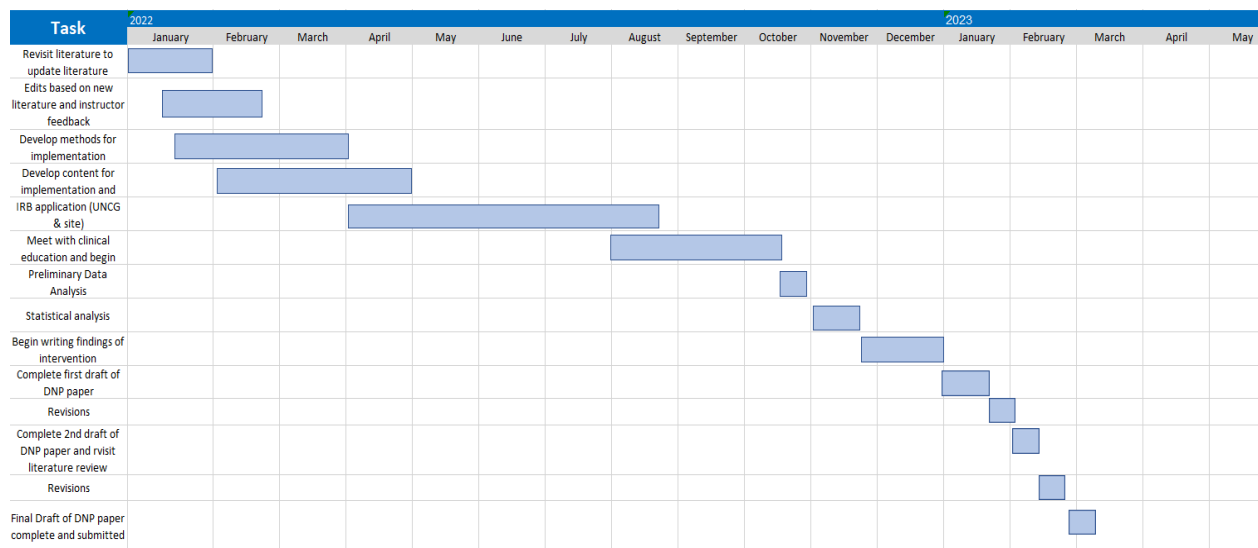 Task
2022
2023
January February March April May June July August September October November December January February March April May
Revisit literature to
update literature
Edits based on new
literature and instructor
feedback
Develop methods for
implementation
Develop content for
implementation and
IRB application (UNCG
& site)
Meet with clinical
education and begin
Preliminary Data
Analysis
Statistical analysis
Begin writing findings of
intervention
Complete first draft of
DNP paper
Revisions
Complete 2nd draft of
DNP paper and rvisit
literature review
Revisions
Final Draft of DNP paper
complete and submitted